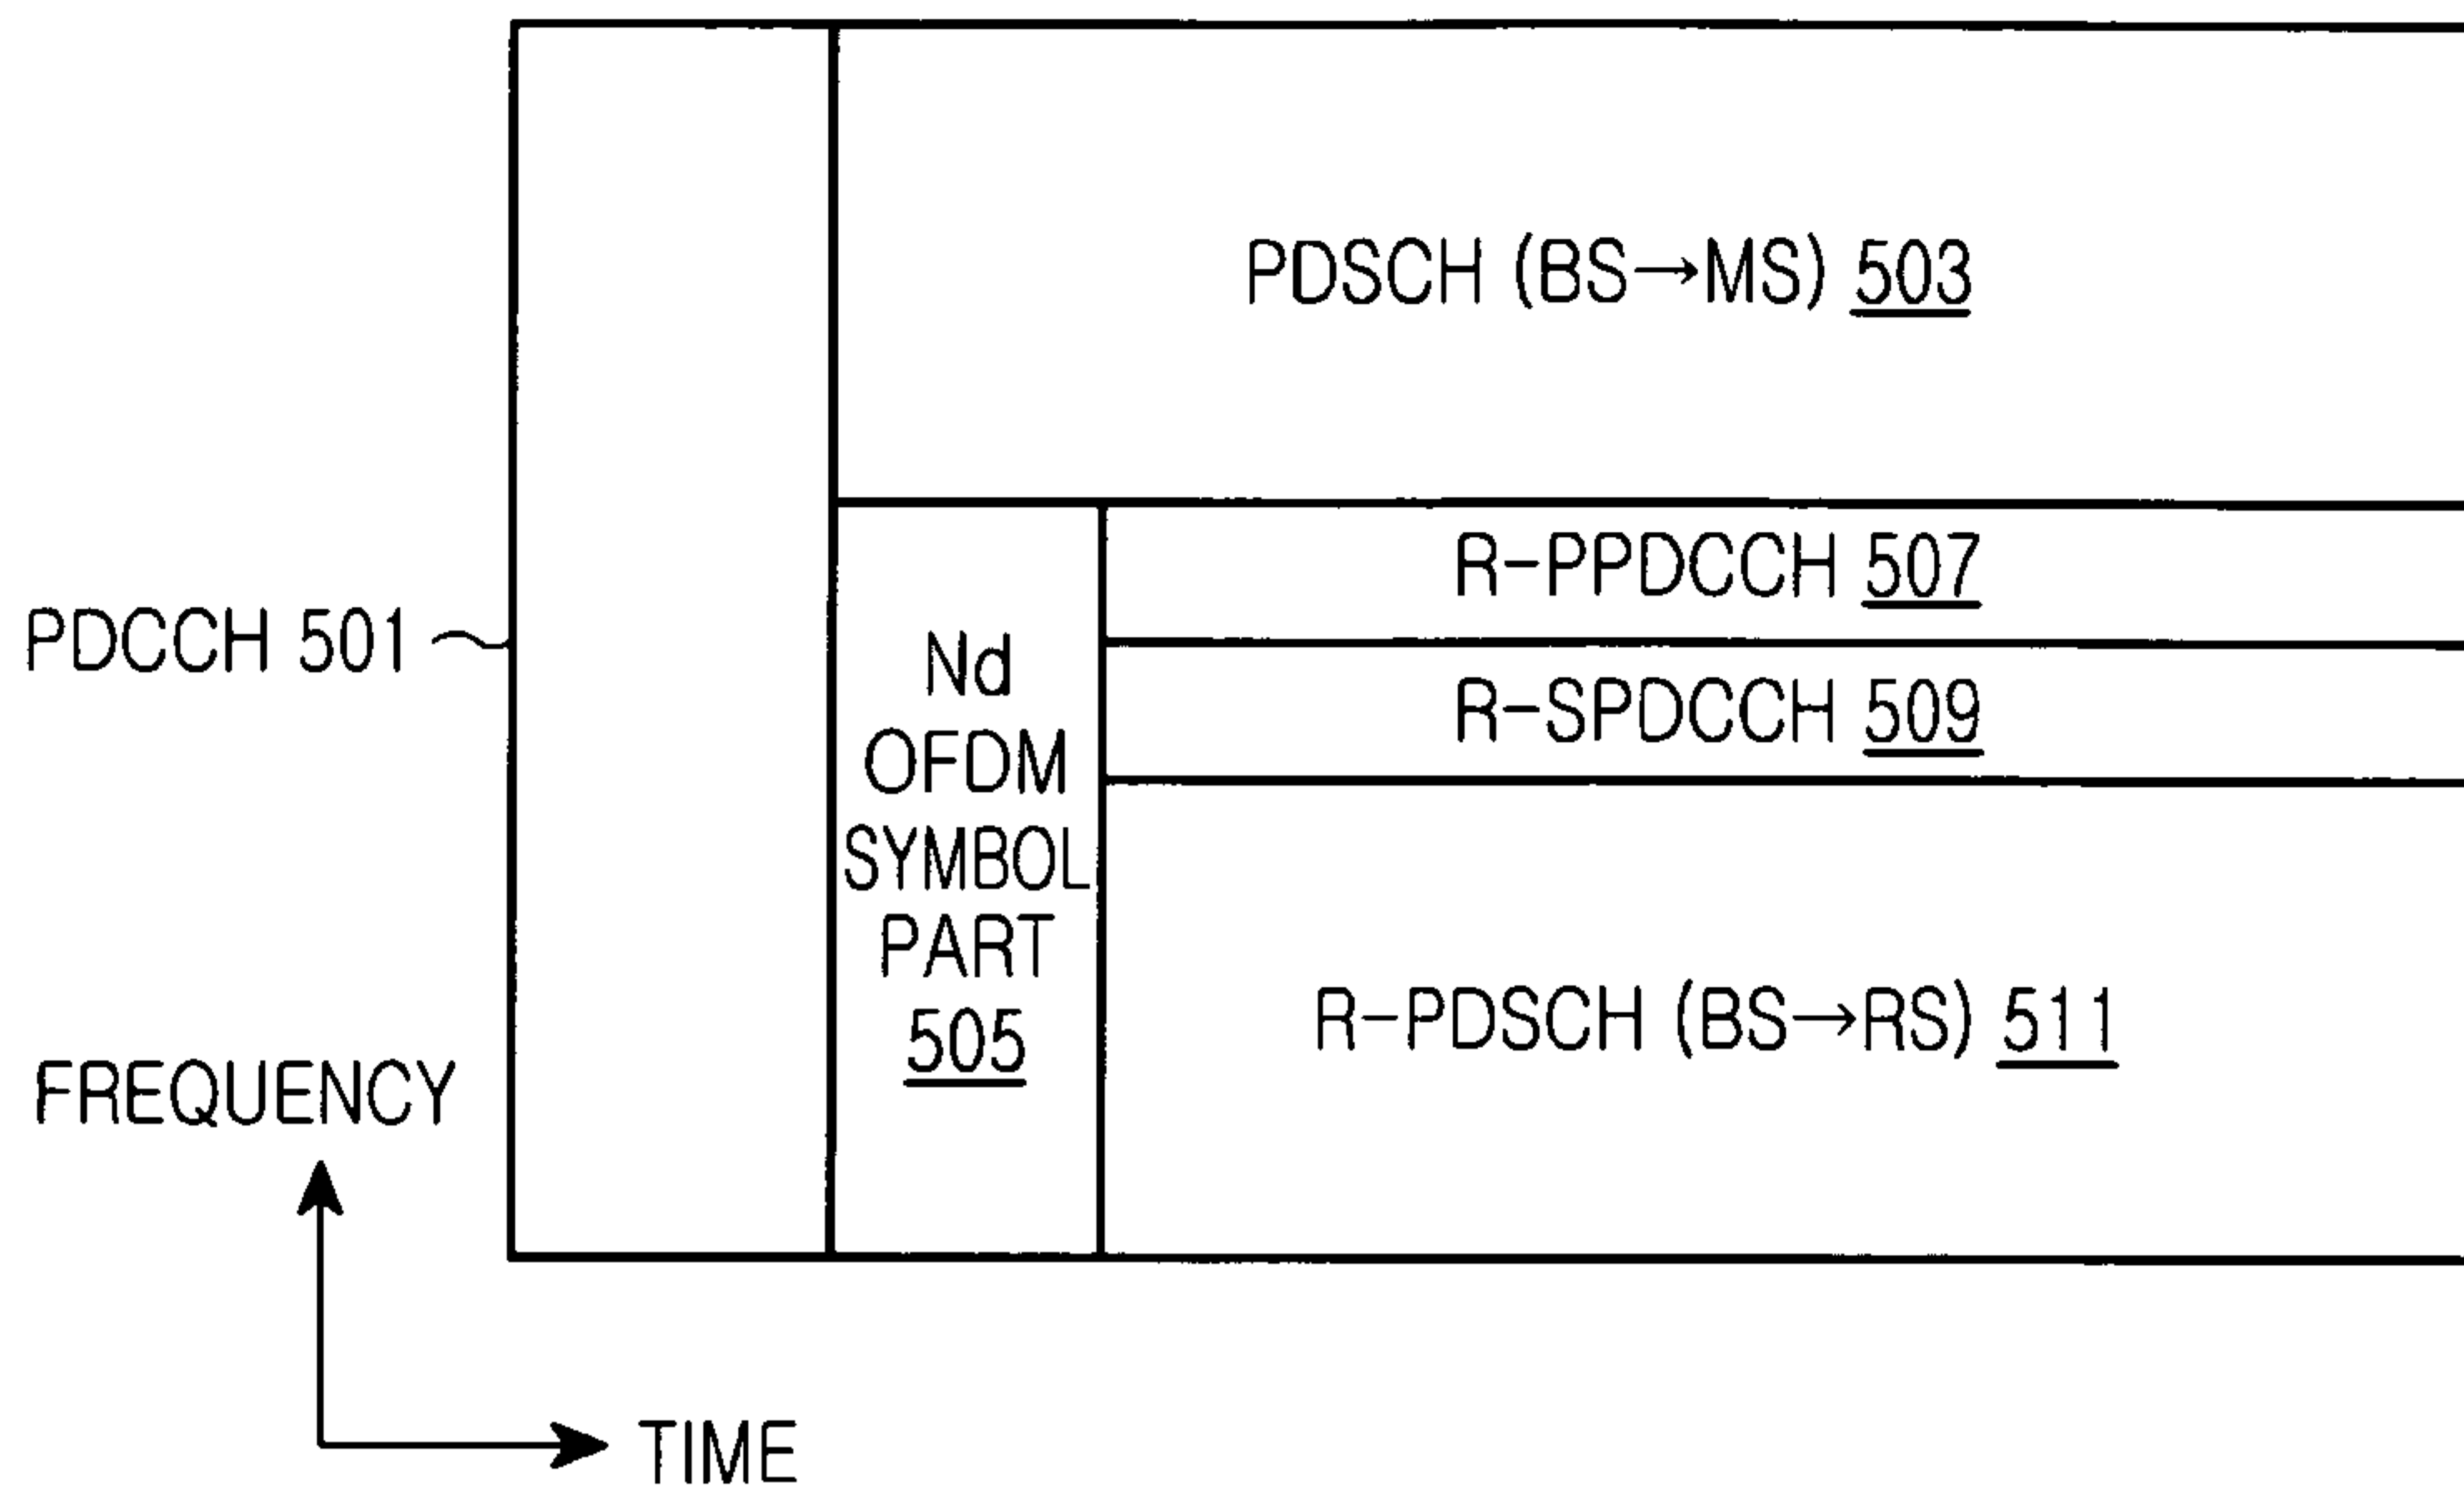 PDSCH (BS→MS) 503
R-PPDCCH 507
PDCCH 501
R-SPDCCH 509
Nd
OFDM
SYMBOL
PART
505
R-PDSCH (BS→RS) 511
FREQUENCY
TIME